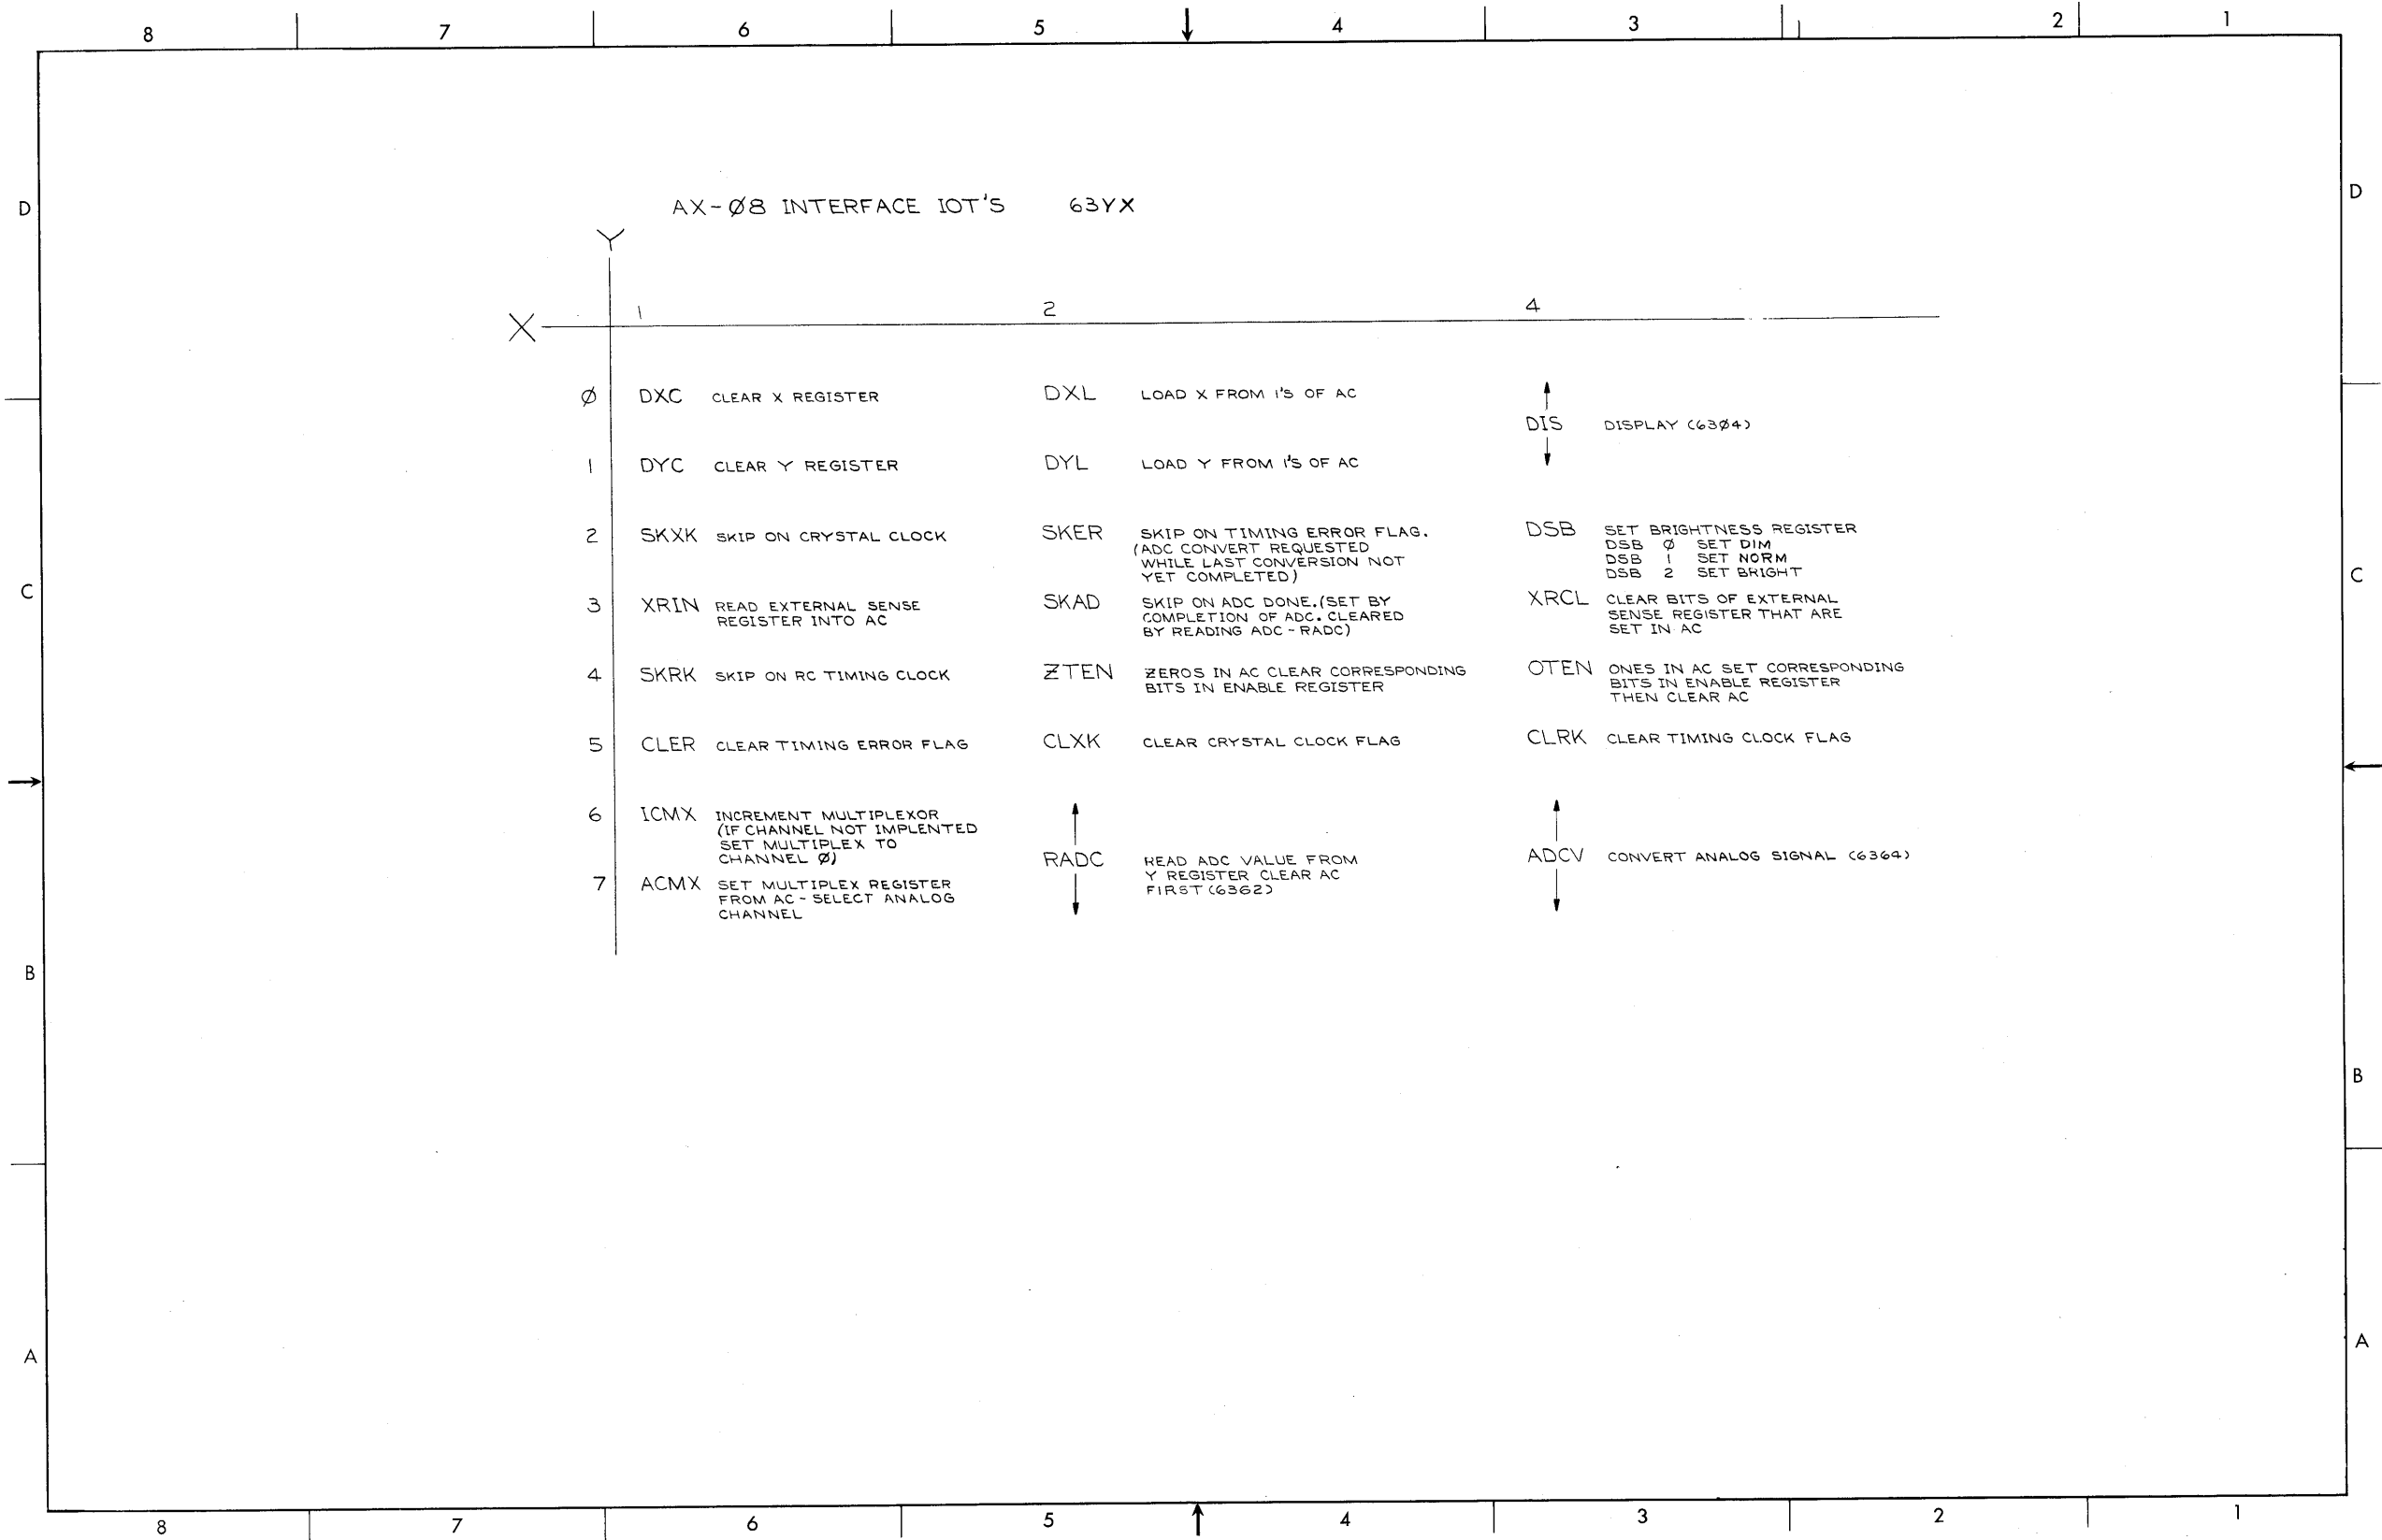 8 7 6 5 4 3 2 1
D D
AX-Ø8 INTERFACE IOT'S 63YX
Y
X 1 2 4
Ø DXC CLEAR X REGISTER DXL LOAD X FROM 1'S OF AC
DIS DISPLAY (63Ø4)
1 DYC CLEAR Y REGISTER DYL LOAD Y FROM 1'S OF AC
2 SKXK SKIP ON CRYSTAL CLOCK SKER SKIP ON TIMING ERROR FLAG. DSB SET BRIGHTNESS REGISTER
(ADC CONVERT REQUESTED DSB Ø SET DIM
WHILE LAST CONVERSION NOT DSB 1 SET NORM
YET COMPLETED) DSB 2 SET BRIGHT
C C
3 XRIN READ EXTERNAL SENSE SKAD SKIP ON ADC DONE. (SET BY XRCL CLEAR BITS OF EXTERNAL
REGISTER INTO AC COMPLETION OF ADC. CLEARED SENSE REGISTER THAT ARE
BY READING ADC - RADC) SET IN AC
4 SKRK SKIP ON RC TIMING CLOCK ZTEN ZEROS IN AC CLEAR CORRESPONDING OTEN ONES IN AC SET CORRESPONDING
BITS IN ENABLE REGISTER BITS IN ENABLE REGISTER
THEN CLEAR AC
5 CLER CLEAR TIMING ERROR FLAG CLXK CLEAR CRYSTAL CLOCK FLAG CLRK CLEAR TIMING CLOCK FLAG
6 ICMX INCREMENT MULTIPLEXOR
(IF CHANNEL NOT IMPLENTED
SET MULTIPLEX TO
CHANNEL Ø) RADC READ ADC VALUE FROM ADCV CONVERT ANALOG SIGNAL (6364)
Y REGISTER CLEAR AC
7 ACMX SET MULTIPLEX REGISTER FIRST (6362)
FROM AC - SELECT ANALOG
CHANNEL
B
B
A A
8 7 6 5 4 3 2 1